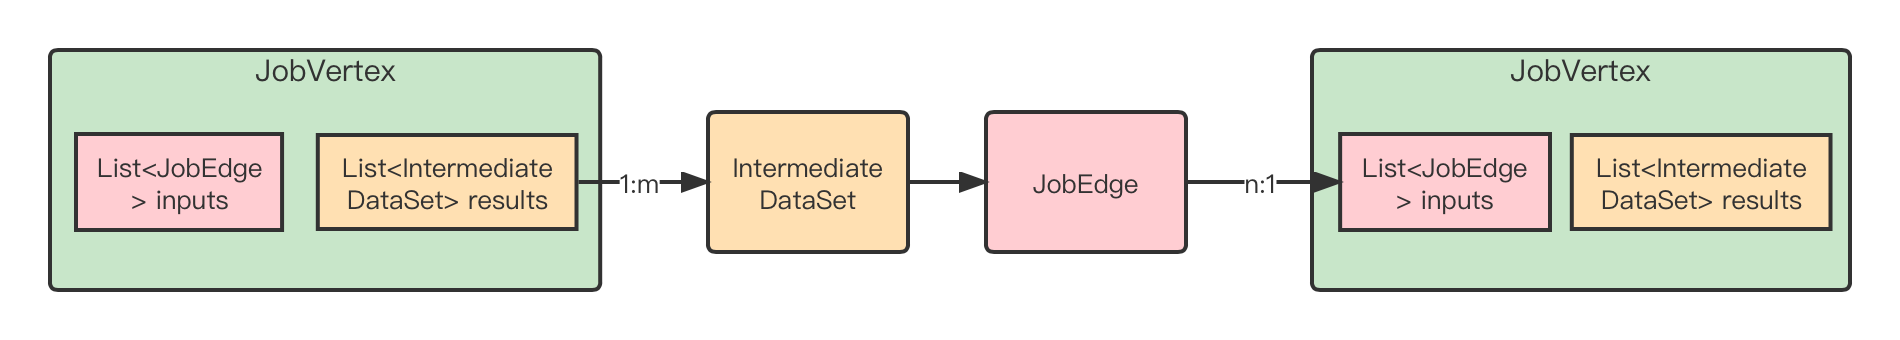 JobVertex
List<JobEdge
> inputs
List<Intermediate
DataSet> results
1:m
Intermediate
DataSet
JobEdge
n:1
JobVertex
List<JobEdge
> inputs
List<Intermediate
DataSet> results